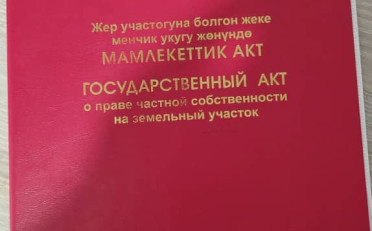 Жер участогуна болгон жеке
менчик укугу жөнүндө
МАМЛЕКЕТТИК АКТ
ГОСУДАРСТВЕННЫЙ АКТ
о праве частной собственности
на земельный участок